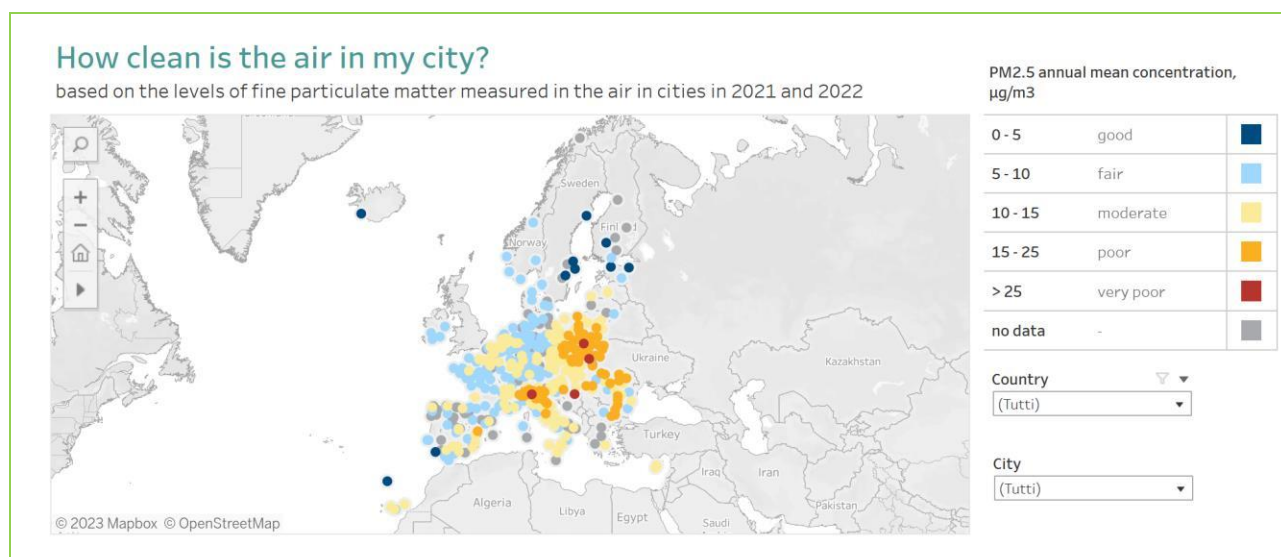 How clean is the air in my city?
based on the levels of fine particulate matter measured in the air in cities in 2021 and 2022
PM2.5 annual mean concentration,
µg/m3
0 - 5 good
5 - 10 fair
10 - 15 moderate
15 - 25 poor
> 25 very poor
no data -
Country
(Tutti)
City
(Tutti)
+
−
Sweden
Norway
Ukraine
Kazakhstan
Turkey
Iraq
Iran
Algeria
Libya
Egypt
Saudi
Pakistan
© 2023 Mapbox © OpenStreetMap